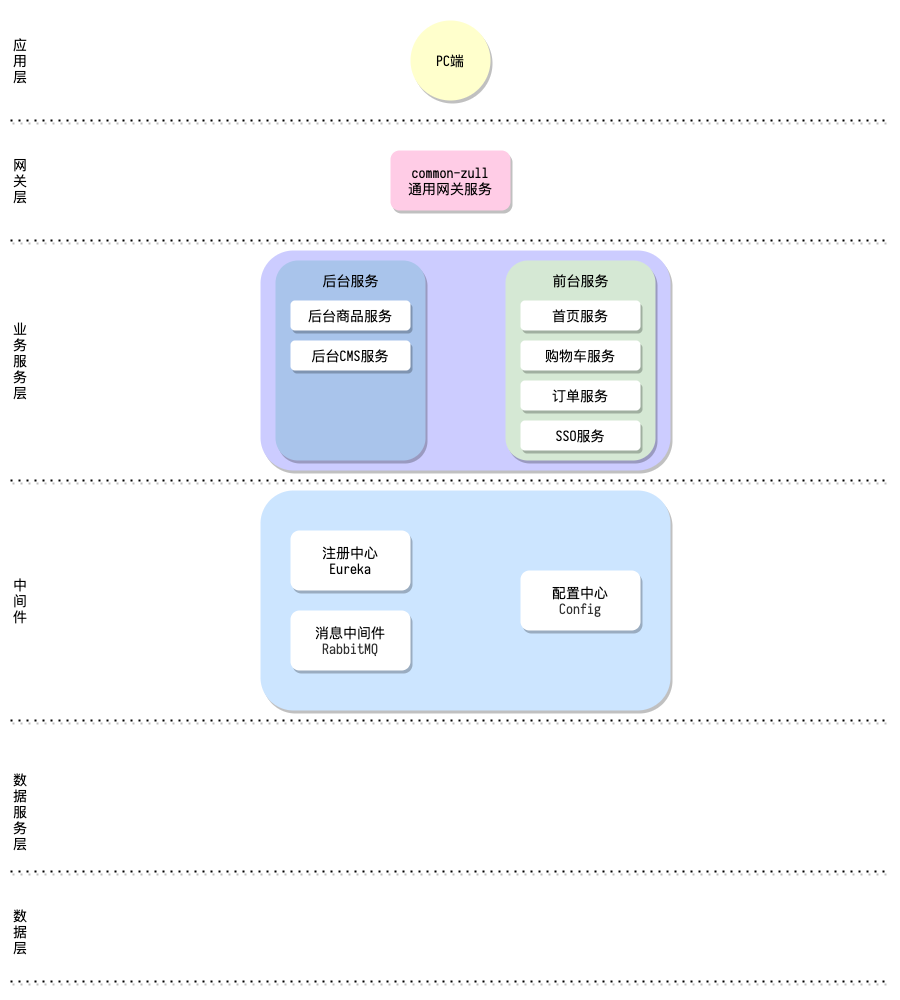 应用层
PC端
网关层
common-zull
通用网关服务
业务服务层
后台服务
后台商品服务
后台CMS服务
前台服务
首页服务
购物车服务
订单服务
SSO服务
中间件
注册中心
Eureka
消息中间件
RabbitMQ
配置中心
Config
数据服务层
数据层